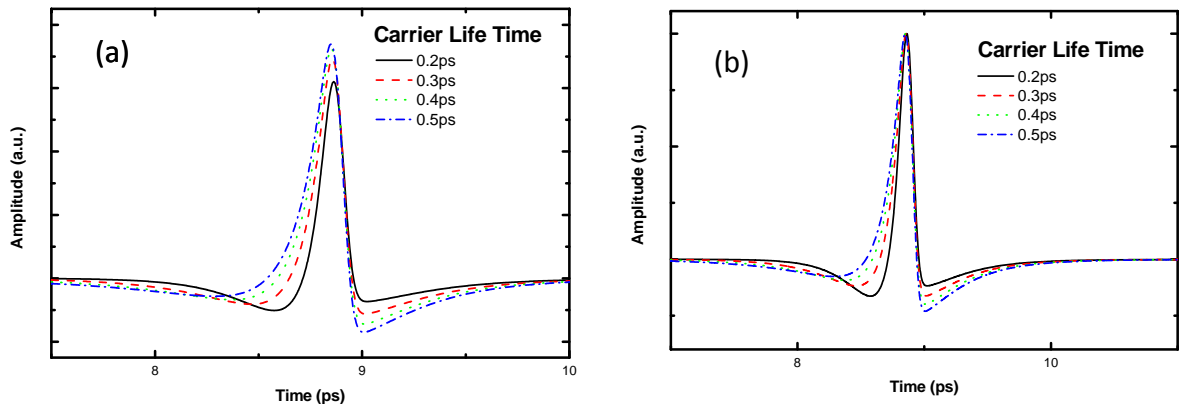 (a)
Carrier Life Time
0.2ps
0.3ps
0.4ps
0.5ps
Amplitude (a.u.)
8
9
10
Time (ps)
(b)
Carrier Life Time
0.2ps
0.3ps
0.4ps
0.5ps
Amplitude (a.u.)
8
9
10
Time (ps)